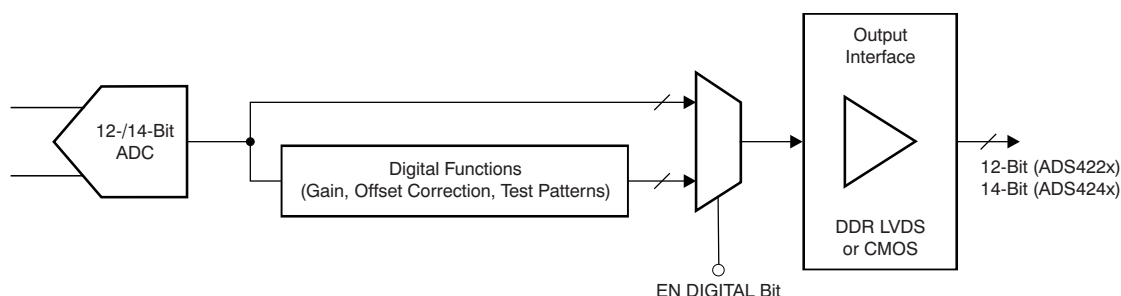 Output
Interface
12-/14-Bit
ADC
Digital Functions
(Gain, Offset Correction, Test Patterns)
12-Bit (ADS422x)
14-Bit (ADS424x)
DDR LVDS
or CMOS
EN DIGITAL Bit